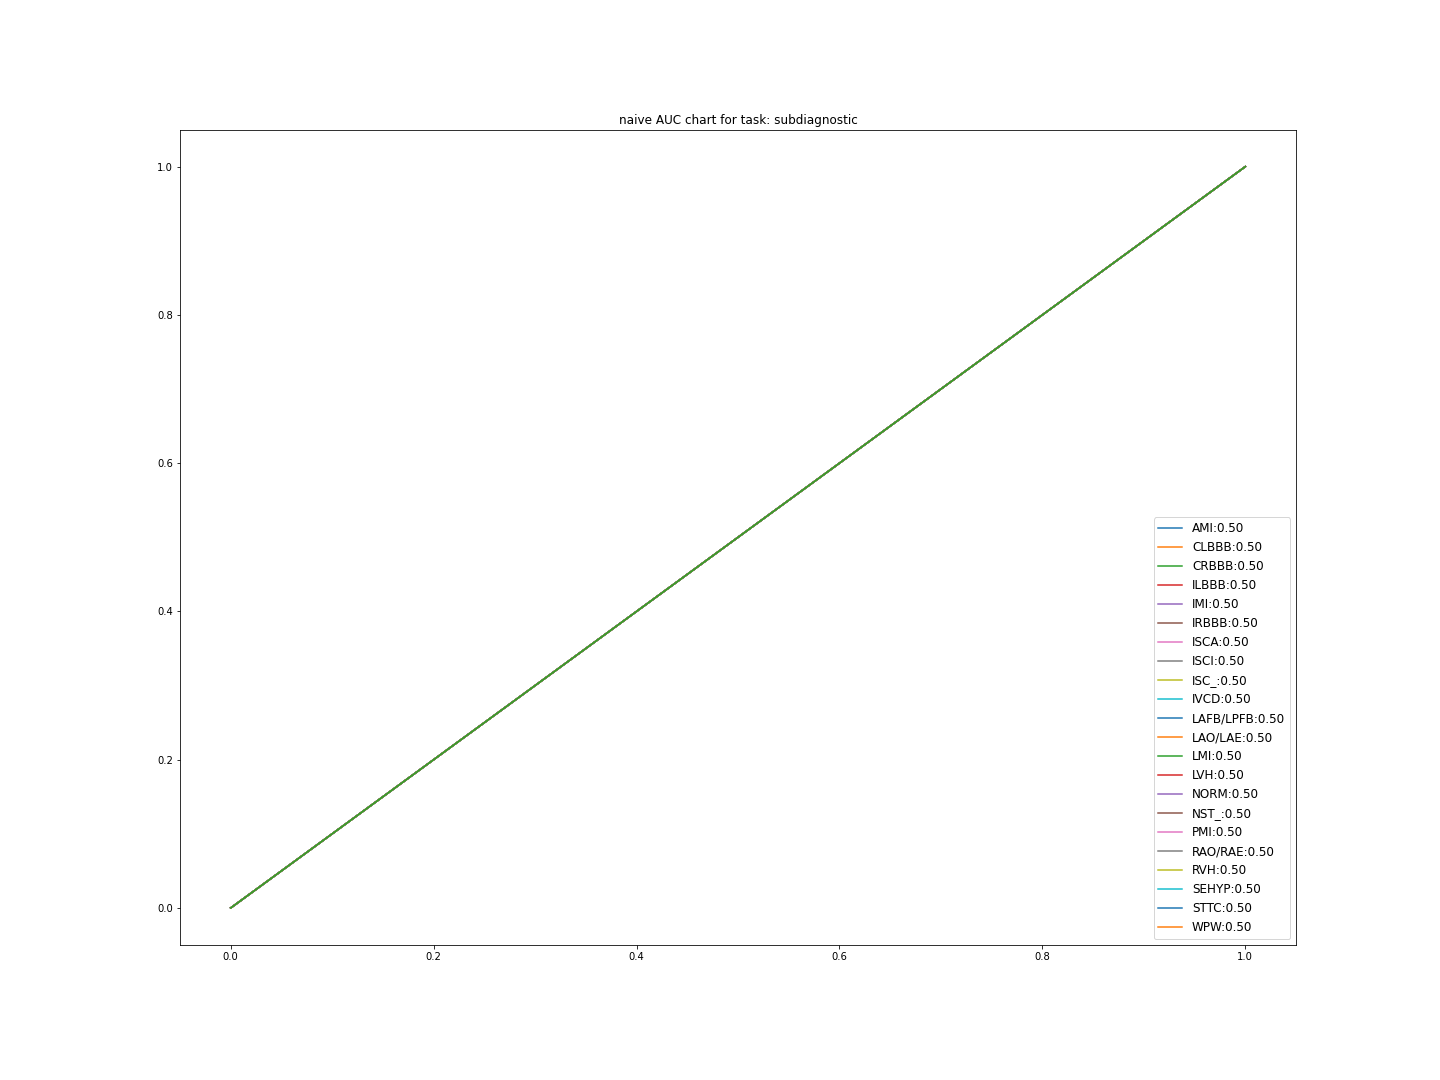 naive AUC chart for task: subdiagnostic
1.0
0.8
0.6
0.4
0.2
0.0
AMI:0.50
CLBBB:0.50
CRBBB:0.50
ILBBB:0.50
IMI:0.50
IRBBB:0.50
ISCA:0.50
ISCI:0.50
ISC_:0.50
IVCD:0.50
LAFB/LPFB:0.50
LAO/LAE:0.50
LMI:0.50
LVH:0.50
NORM:0.50
NST_:0.50
PMI:0.50
RAO/RAE:0.50
RVH:0.50
SEHYP:0.50
STTC:0.50
WPW:0.50
0.0 0.2 0.4 0.6 0.8 1.0